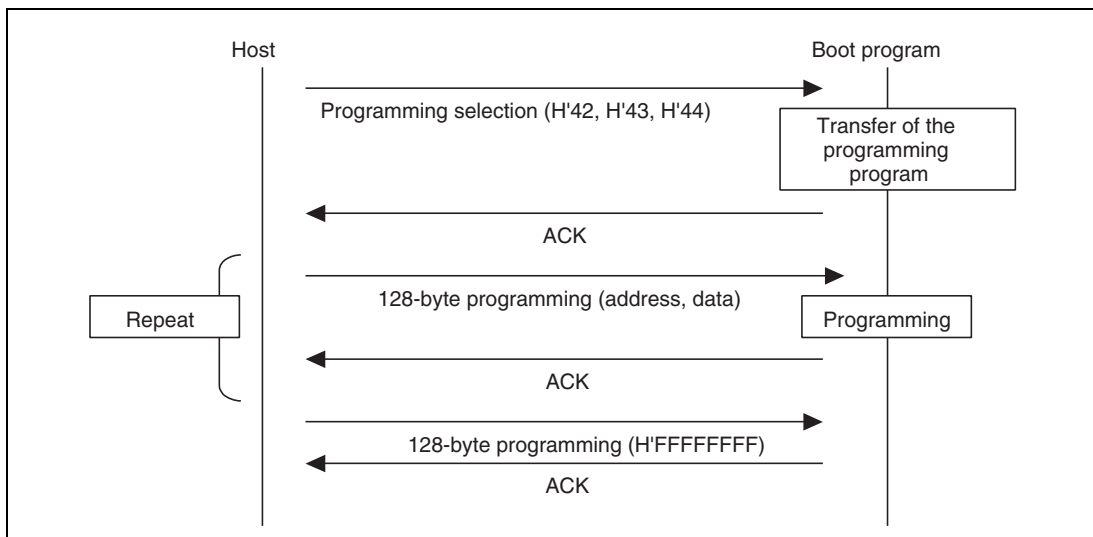 Host
Boot program
Programming selection (H'42, H'43, H'44)
Transfer of the
programming
program
ACK
128-byte programming (address, data)
Repeat
Programming
ACK
128-byte programming (H'FFFFFFFF)
ACK